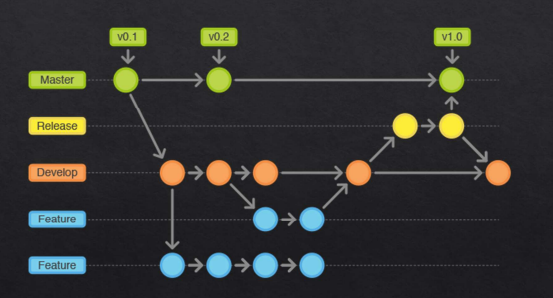 v0.1
v0.2
v1.0
Master
Release
Develop
Feature
Feature